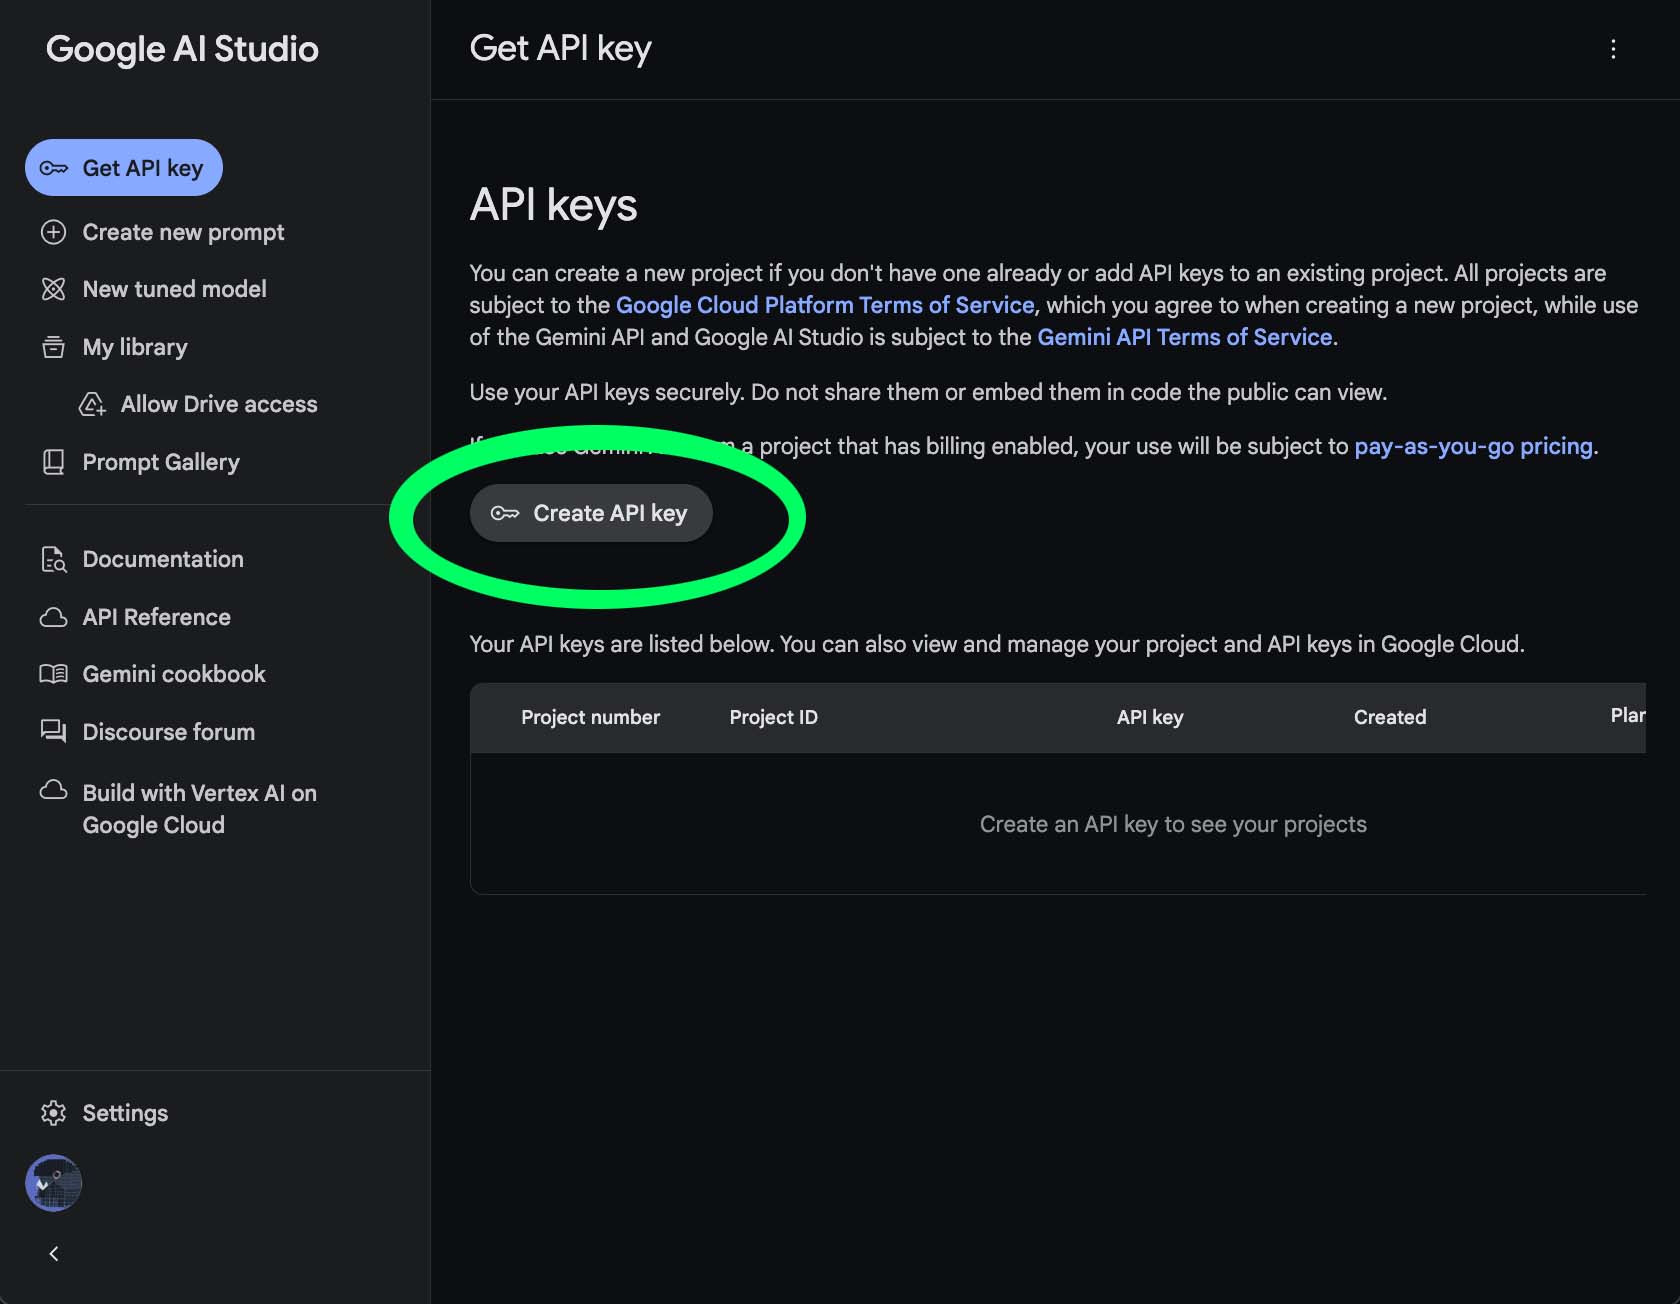 Google AI Studio
Get API key
Create new prompt
New tuned model
My library
Allow Drive access
Prompt Gallery
Documentation
API Reference
Gemini cookbook
Discourse forum
Build with Vertex AI on
Google Cloud
Settings
Get API key
API keys
You can create a new project if you don't have one already or add API keys to an existing project. All projects are
subject to the Google Cloud Platform Terms of Service, which you agree to when creating a new project, while use
of the Gemini API and Google AI Studio is subject to the Gemini API Terms of Service.
Use your API keys securely. Do not share them or embed them in code the public can view.
If Gemini a project that has billing enabled, your use will be subject to pay-as-you-go pricing.
Create API key
Your API keys are listed below. You can also view and manage your project and API keys in Google Cloud.
Project number Project ID API key Created Plan
Create an API key to see your projects